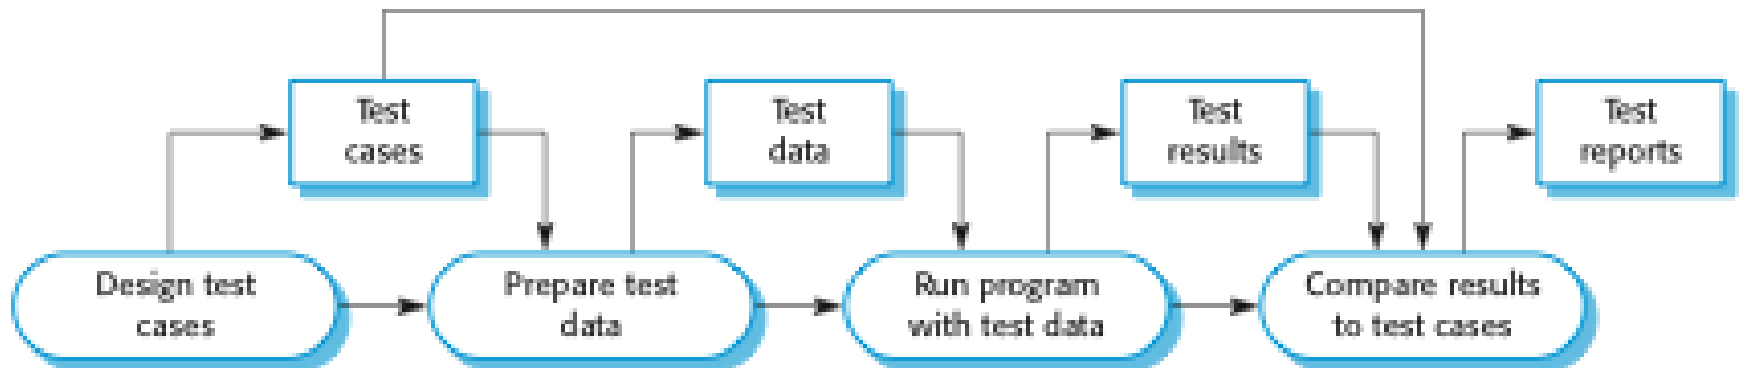 Test
cases
Test
data
Test
results
Test
reports
Design test
cases
Prepare test
data
Run program
with test data
Compare results
to test cases